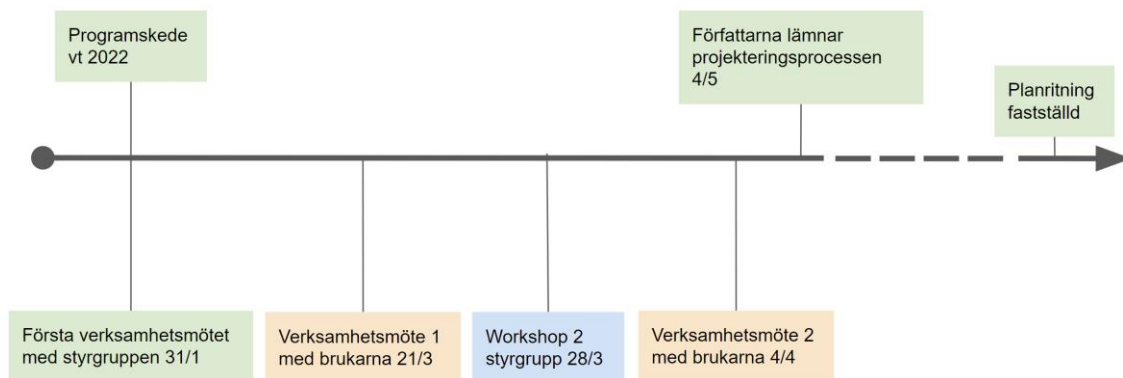 Programskede
vt 2022
Författarna lämnar
projekteringsprocessen
4/5
Planritning
fastställd
Första verksamhetsmötet
med styrgruppen 31/1
Verksamhetsmöte 1
med brukarna 21/3
Workshop 2
styrgrupp 28/3
Verksamhetsmöte 2
med brukarna 4/4